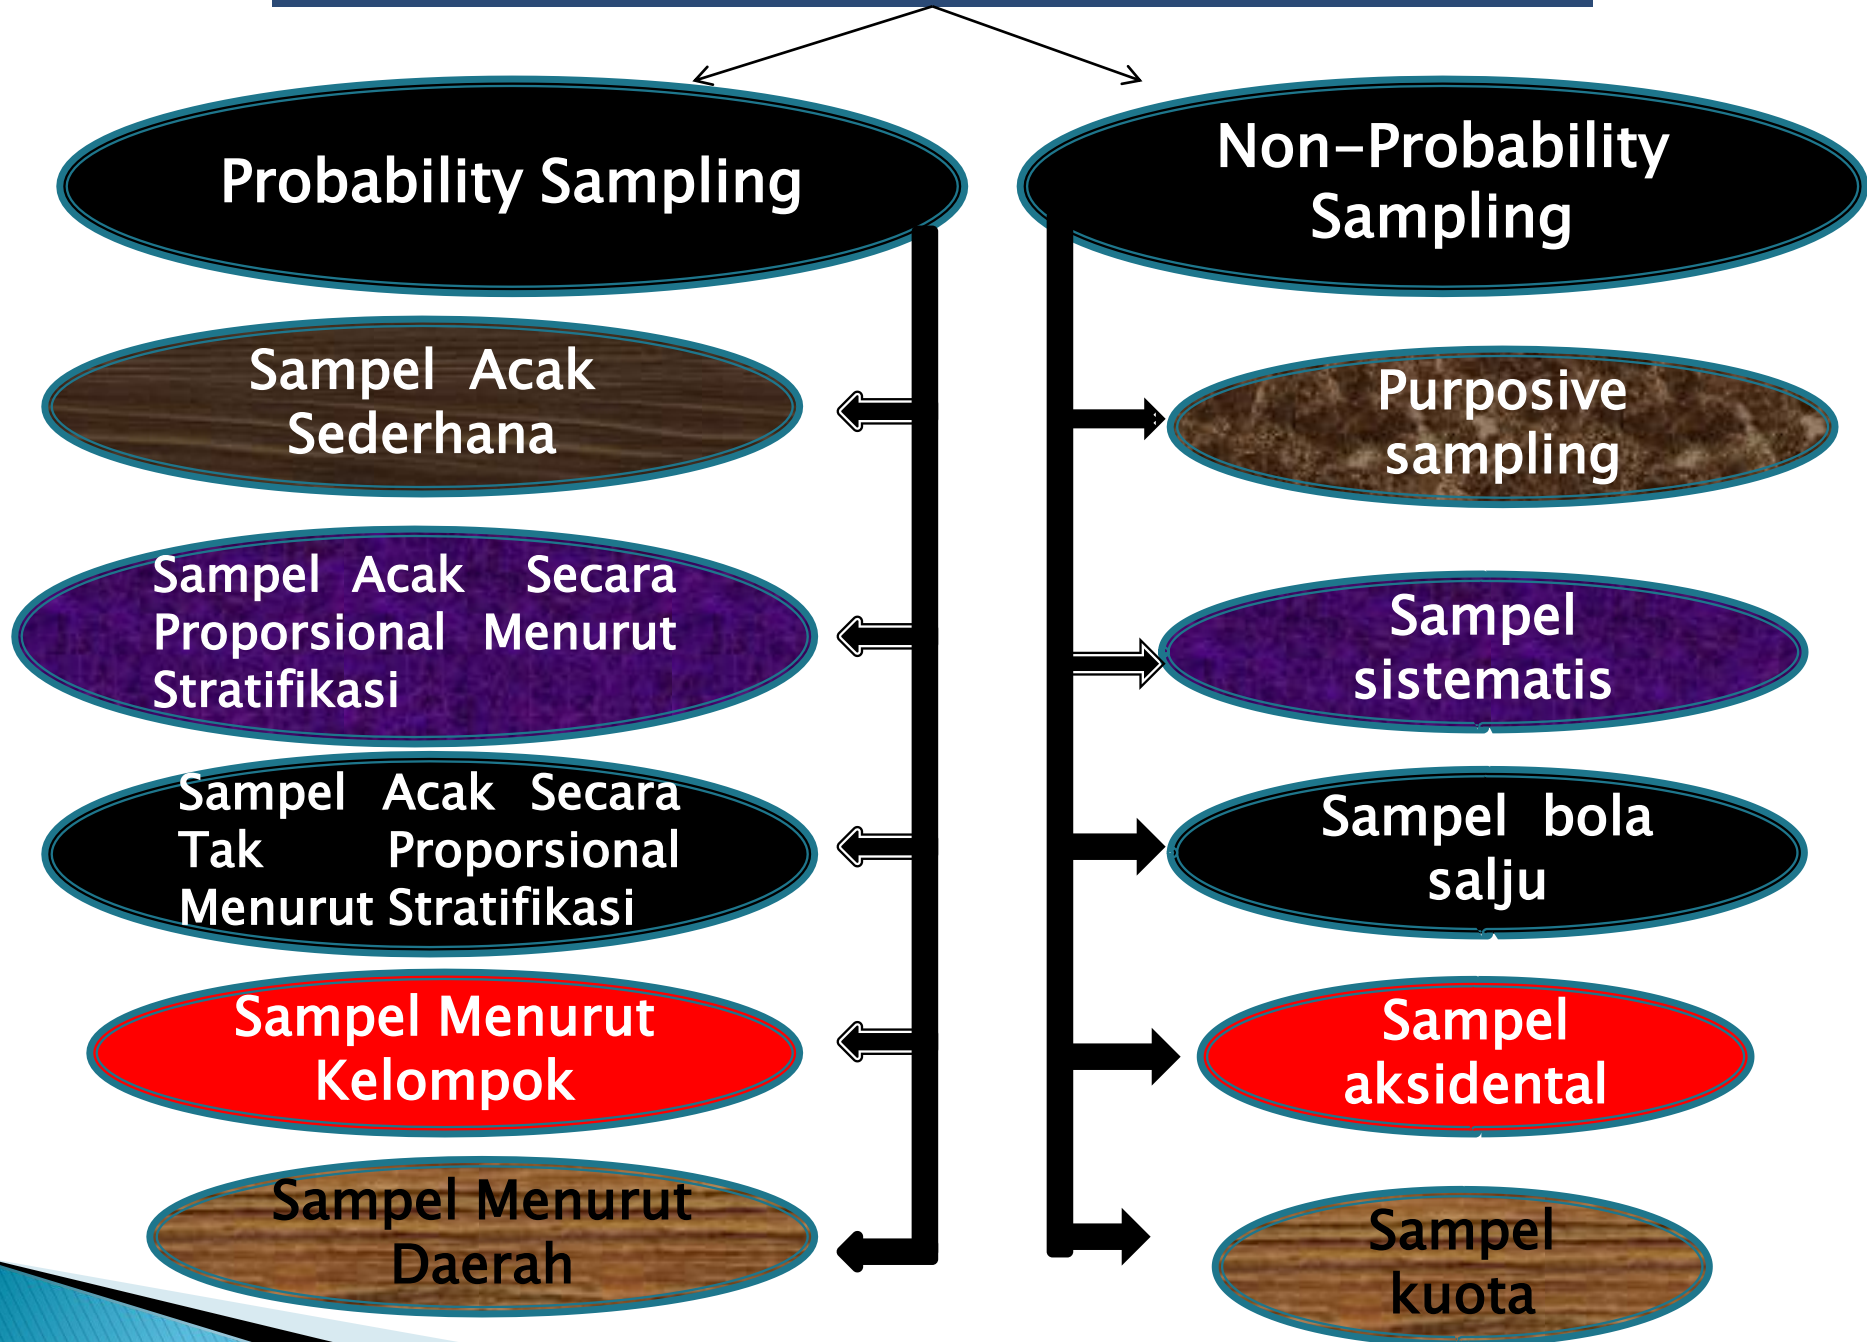 Probability Sampling
Non-Probability
Sampling
Sampel Acak
Sederhana
Sampel Acak Secara
Proporsional Menurut
Stratifikasi
Sampel Acak Secara
Tak Proporsional
Menurut Stratifikasi
Sampel Menurut
Kelompok
Sampel Menurut
Daerah
Purposive
sampling
Sampel
sistematis
Sampel bola
salju
Sampel
aksidental
Sampel
kuota